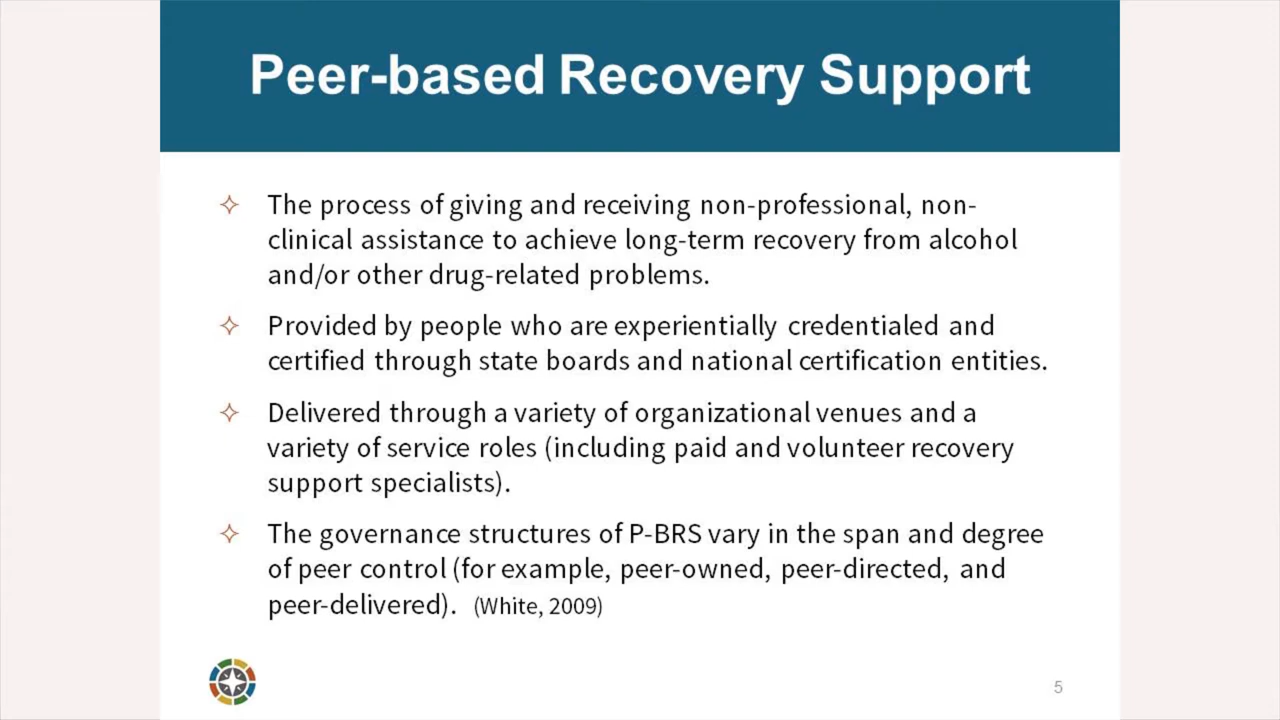 Peer-based Recovery Support
The process of giving and receiving non-professional, non-
clinical assistance to achieve long-term recovery from alcohol
and/or other drug-related problems.
Provided by people who are experientially credentialed and
certified through state boards and national certification entities.
Delivered through a variety of organizational venues and a
variety of service roles (including paid and volunteer recovery
support specialists).
The governance structures of P-BRS vary in the span and degree
of peer control (for example, peer-owned, peer-directed, and
peer-delivered). (White, 2009)
5